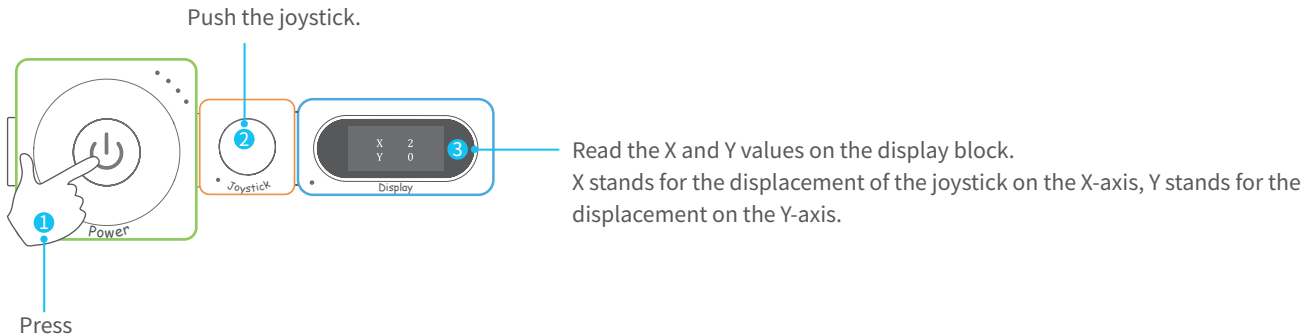 Push the joystick.
2
X 2
Y 0
3
Joystick
Display
Read the X and Y values on the display block.
X stands for the displacement of the joystick on the X-axis, Y stands for the
displacement on the Y-axis.
1
Power
Press